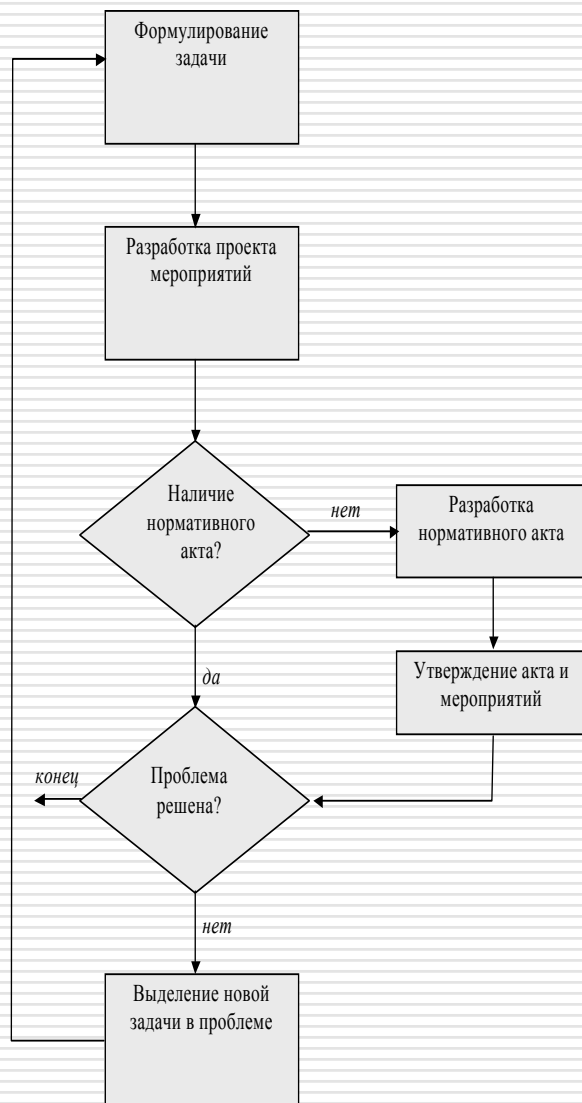 Формулирование
задачи
Разработка проекта
мероприятий
Наличие
нормативного
акта?
нет
Разработка
нормативного акта
да
Утверждение акта и
мероприятий
конец
Проблема
решена?
нет
Выделение новой
задачи в проблеме